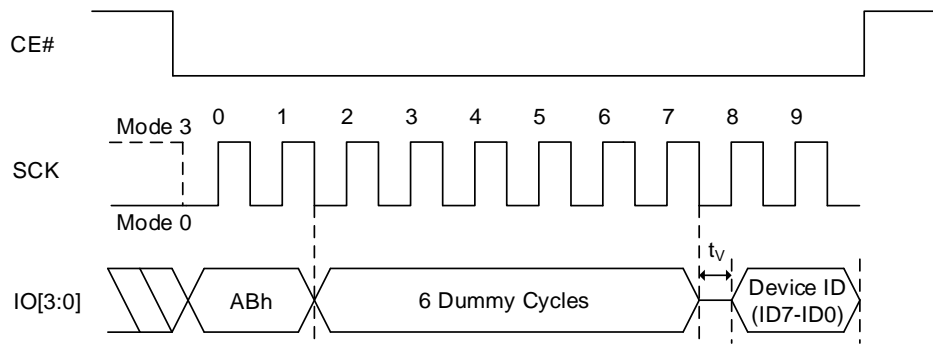 CE#
Mode 3
0 1 2 3 4 5 6 7 8 9
SCK
Mode 0
tV
IO[3:0]
ABh
6 Dummy Cycles
Device ID
(ID7-ID0)